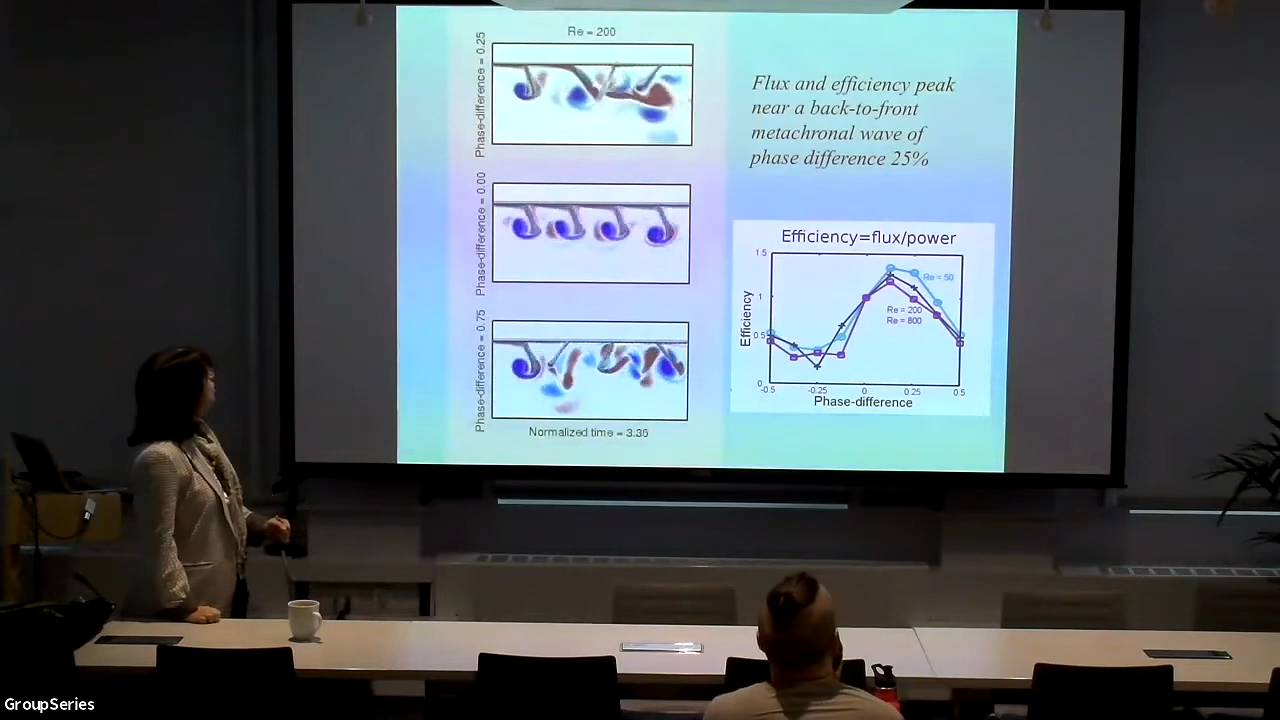 Re = 200
Phase-difference = 0.25
Phase-difference = 0.00
Phase-difference = 0.75
Normalized time = 3.35
Flux and efficiency peak
near a back-to-front
metachronal wave of
phase difference 25%
Efficiency=flux/power
1.5
1
0.5
0
Efficiency
Re = 50
Re = 200
Re = 800
-0.5 -0.25 0 0.25 0.5
Phase-difference
GroupSeries